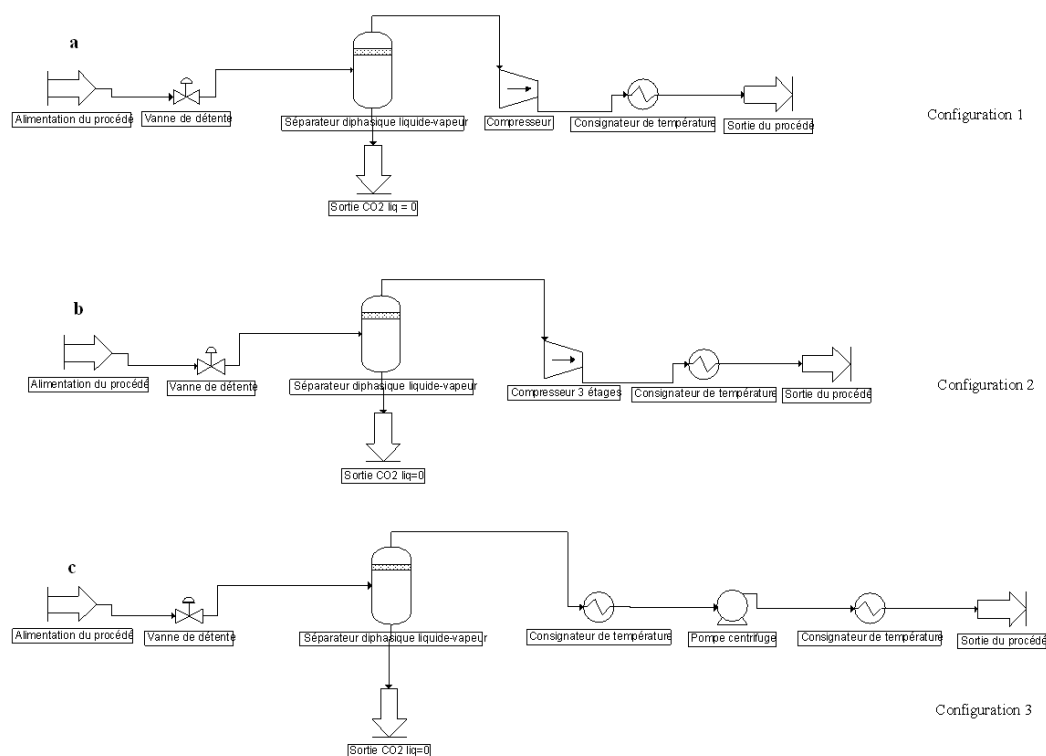 a
Alimentation du procédé
Vanne de détente
Séparateur diphasique liquide-vapeur
Compresseur
Consignateur de température
Sortie du procédé
Configuration 1
Sortie CO2 liq = 0
b
Alimentation du procédé
Vanne de détente
Séparateur diphasique liquide-vapeur
Compresseur 3 étages
Consignateur de température
Sortie du procédé
Configuration 2
Sortie CO2 liq=0
c
Alimentation du procédé
Vanne de détente
Séparateur diphasique liquide-vapeur
Consignateur de température
Pompe centrifuge
Consignateur de température
Sortie du procédé
Configuration 3
Sortie CO2 liq=0